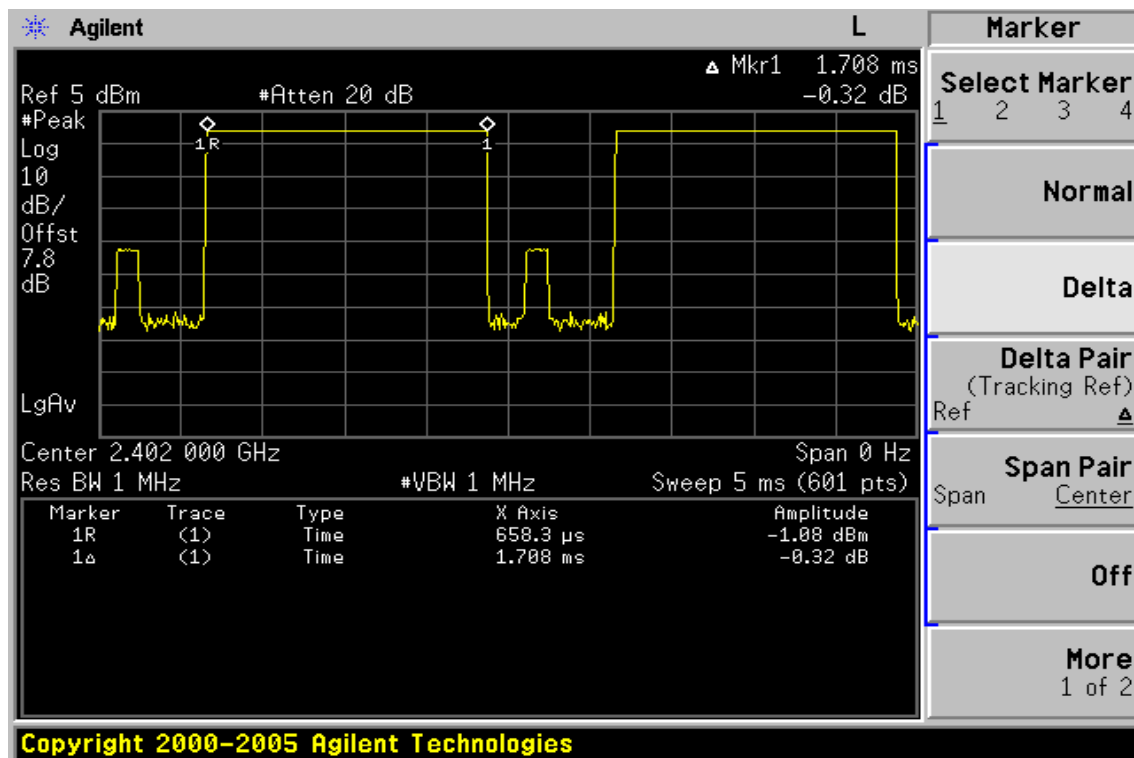 Agilent L
Marker
▵ Mkr1 1.708 ms
Ref 5 dBm #Atten 20 dB -0.32 dB
#Peak
Log
10
dB/
Offst
7.8
dB
1R
1
LgAv
Center 2.402 000 GHz Span 0 Hz
Res BW 1 MHz #VBW 1 MHz Sweep 5 ms (601 pts)
Marker Trace Type X Axis Amplitude
1R (1) Time 658.3 µs -1.08 dBm
1▵ (1) Time 1.708 ms -0.32 dB
Select Marker
1 2 3 4
Normal
Delta
Delta Pair
(Tracking Ref)
Ref ▵
Span Pair
Span Center
Off
More
1 of 2
Copyright 2000-2005 Agilent Technologies